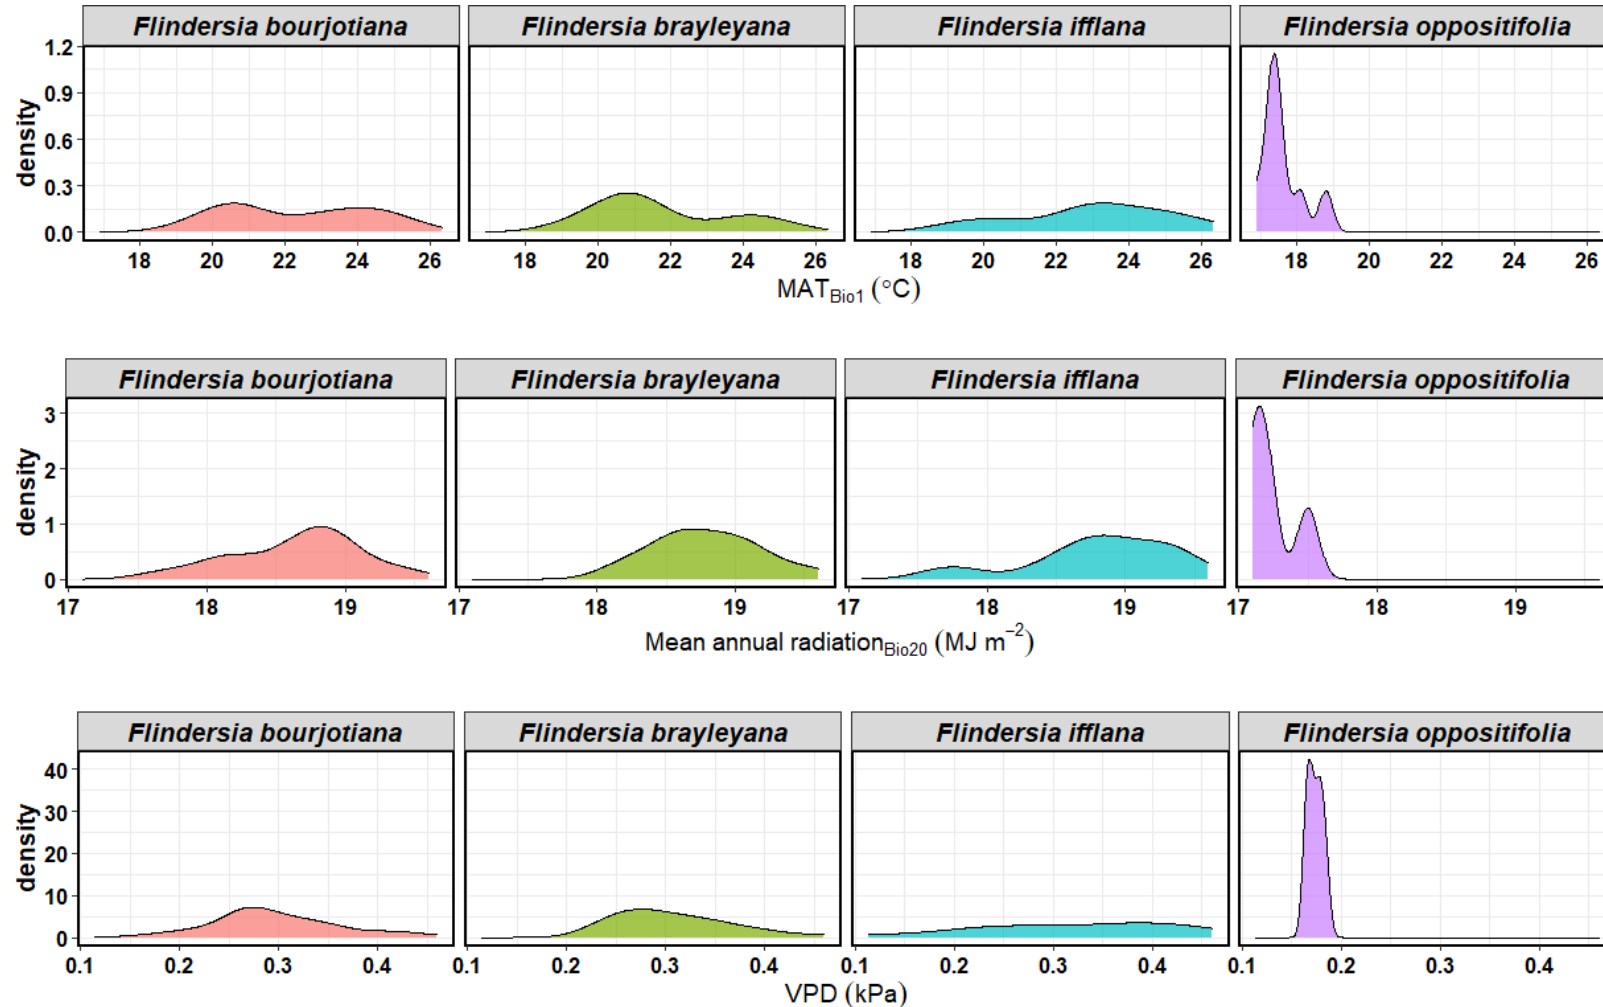 Flindersia bourjotiana Flindersia brayleyana Flindersia ifflana Flindersia oppositifolia
1.2
0.9
0.6
0.3
0.0
density
18 20 22 24 26 18 20 22 24 26 18 20 22 24 26 18 20 22 24 26
MAT_Bio1 (°C)
Flindersia bourjotiana Flindersia brayleyana Flindersia ifflana Flindersia oppositifolia
3
2
1
0
density
17 18 19 17 18 19 17 18 19 17 18 19
Mean annual radiation_Bio20 (MJ m⁻²)
Flindersia bourjotiana Flindersia brayleyana Flindersia ifflana Flindersia oppositifolia
40
30
20
10
0
density
0.1 0.2 0.3 0.4 0.1 0.2 0.3 0.4 0.1 0.2 0.3 0.4 0.1 0.2 0.3 0.4
VPD (kPa)